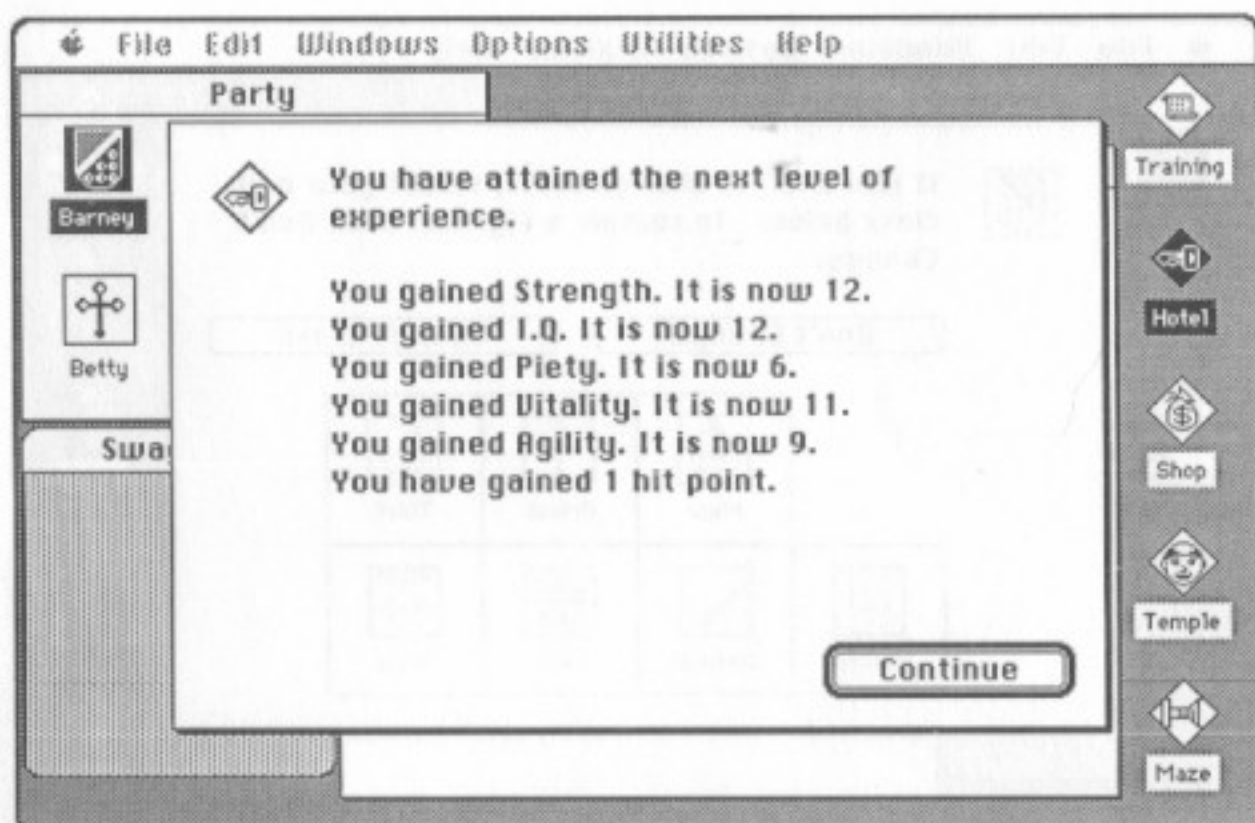 File Edit Windows Options Utilities Help
Party
Barney
Betty
Swag
You have attained the next level of
experience.
You gained Strength. It is now 12.
You gained I.Q. It is now 12.
You gained Piety. It is now 6.
You gained Vitality. It is now 11.
You gained Agility. It is now 9.
You have gained 1 hit point.
Continue
Training
Hotel
Shop
Temple
Maze